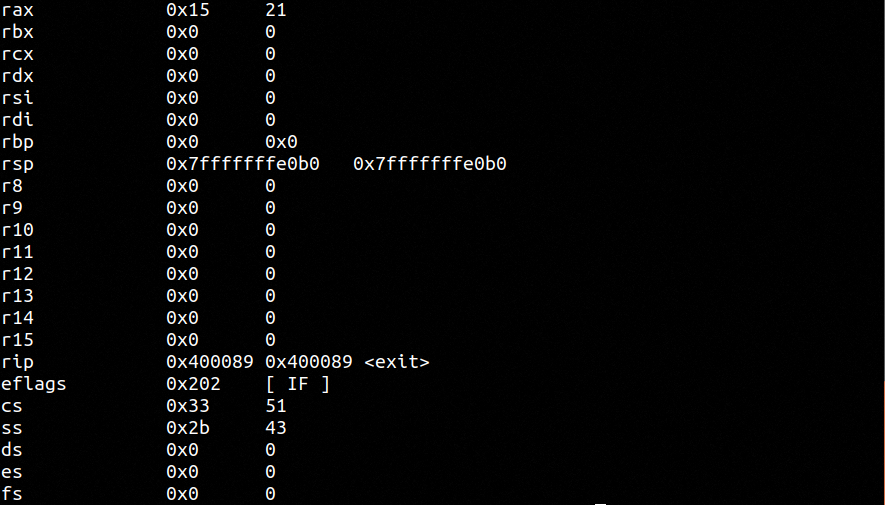 rax 0x15 21
rbx 0x0 0
rcx 0x0 0
rdx 0x0 0
rsi 0x0 0
rdi 0x0 0
rbp 0x0 0x0
rsp 0x7fffffffe0b0 0x7fffffffe0b0
r8 0x0 0
r9 0x0 0
r10 0x0 0
r11 0x0 0
r12 0x0 0
r13 0x0 0
r14 0x0 0
r15 0x0 0
rip 0x400089 0x400089 <exit>
eflags 0x202 [ IF ]
cs 0x33 51
ss 0x2b 43
ds 0x0 0
es 0x0 0
fs 0x0 0